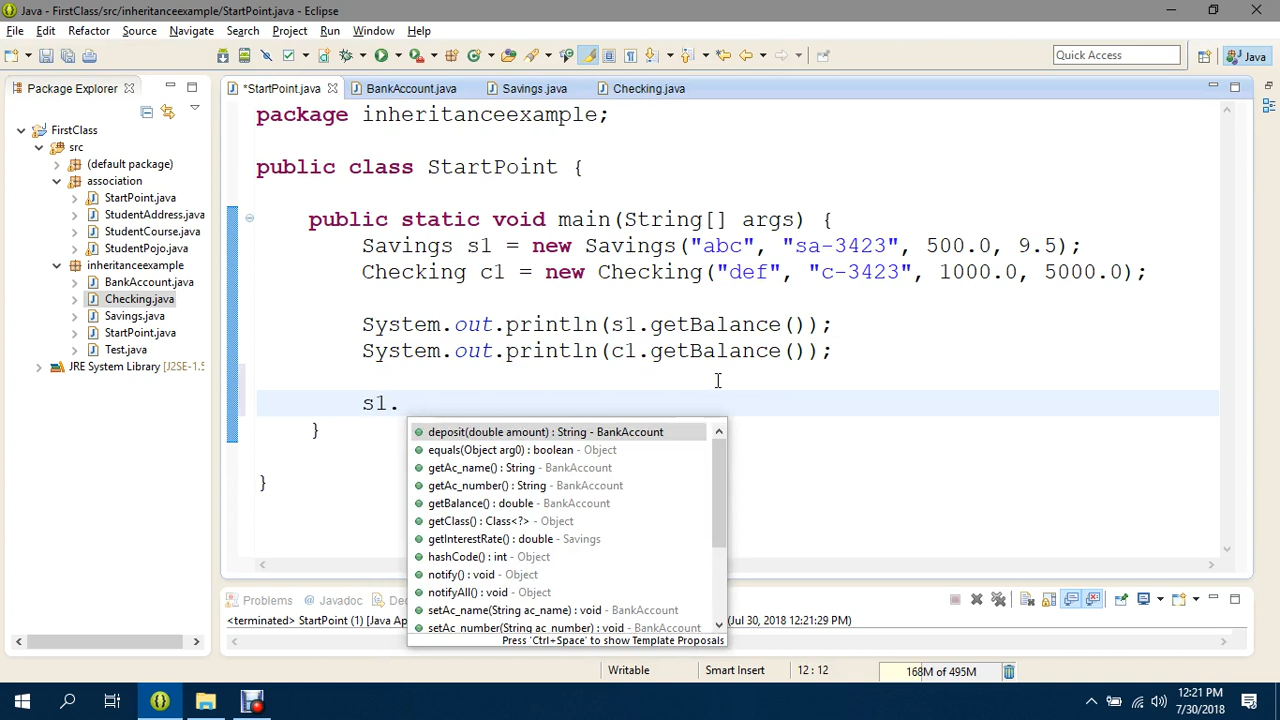 Java - FirstClass/src/inheritanceexample/StartPoint.java - Eclipse
File Edit Refactor Source Navigate Search Project Run Window Help
Quick Access
Java
Package Explorer
*StartPoint.java BankAccount.java Savings.java Checking.java
FirstClass
src
(default package)
association
StartPoint.java
StudentAddress.java
StudentCourse.java
StudentPojo.java
inheritanceexample
BankAccount.java
Checking.java
Savings.java
StartPoint.java
Test.java
JRE System Library [J2SE-1.5
package inheritanceexample;
public class StartPoint {
public static void main(String[] args) {
Savings s1 = new Savings("abc", "sa-3423", 500.0, 9.5);
Checking c1 = new Checking("def", "c-3423", 1000.0, 5000.0);
System.out.println(s1.getBalance());
System.out.println(c1.getBalance());
s1.
}
}
deposit(double amount) : String - BankAccount
equals(Object arg0) : boolean - Object
getAc_name() : String - BankAccount
getAc_number() : String - BankAccount
getBalance() : double - BankAccount
getClass() : Class<?> - Object
getInterestRate() : double - Savings
hashCode() : int - Object
notify() : void - Object
notifyAll() : void - Object
setAc_name(String ac_name) : void - BankAccount
setAc_number(String ac_number) : void - BankAccount
Press 'Ctrl+Space' to show Template Proposals
Problems Javadoc De
<terminated> StartPoint (1) [Java Ap
(Jul 30, 2018 12:21:29 PM)
Writable Smart Insert 12 : 12 168M of 495M
12:21 PM
7/30/2018